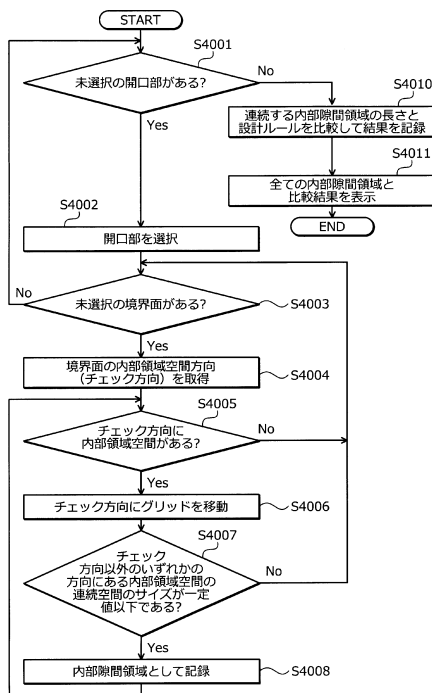 START
S4001
未選択の開口部がある?
No
Yes
S4010
連続する内部隙間領域の長さと
設計ルールを比較して結果を記録
S4011
全ての内部隙間領域と
比較結果を表示
END
S4002
開口部を選択
No
未選択の境界面がある?
S4003
Yes
境界面の内部領域空間方向
(チェック方向)を取得
S4004
S4005
チェック方向に
内部領域空間がある?
No
Yes
チェック方向にグリッドを移動
S4006
S4007
チェック
方向以外のいずれかの
方向にある内部領域空間の
連続空間のサイズが一定
値以下である?
No
Yes
内部隙間領域として記録
S4008